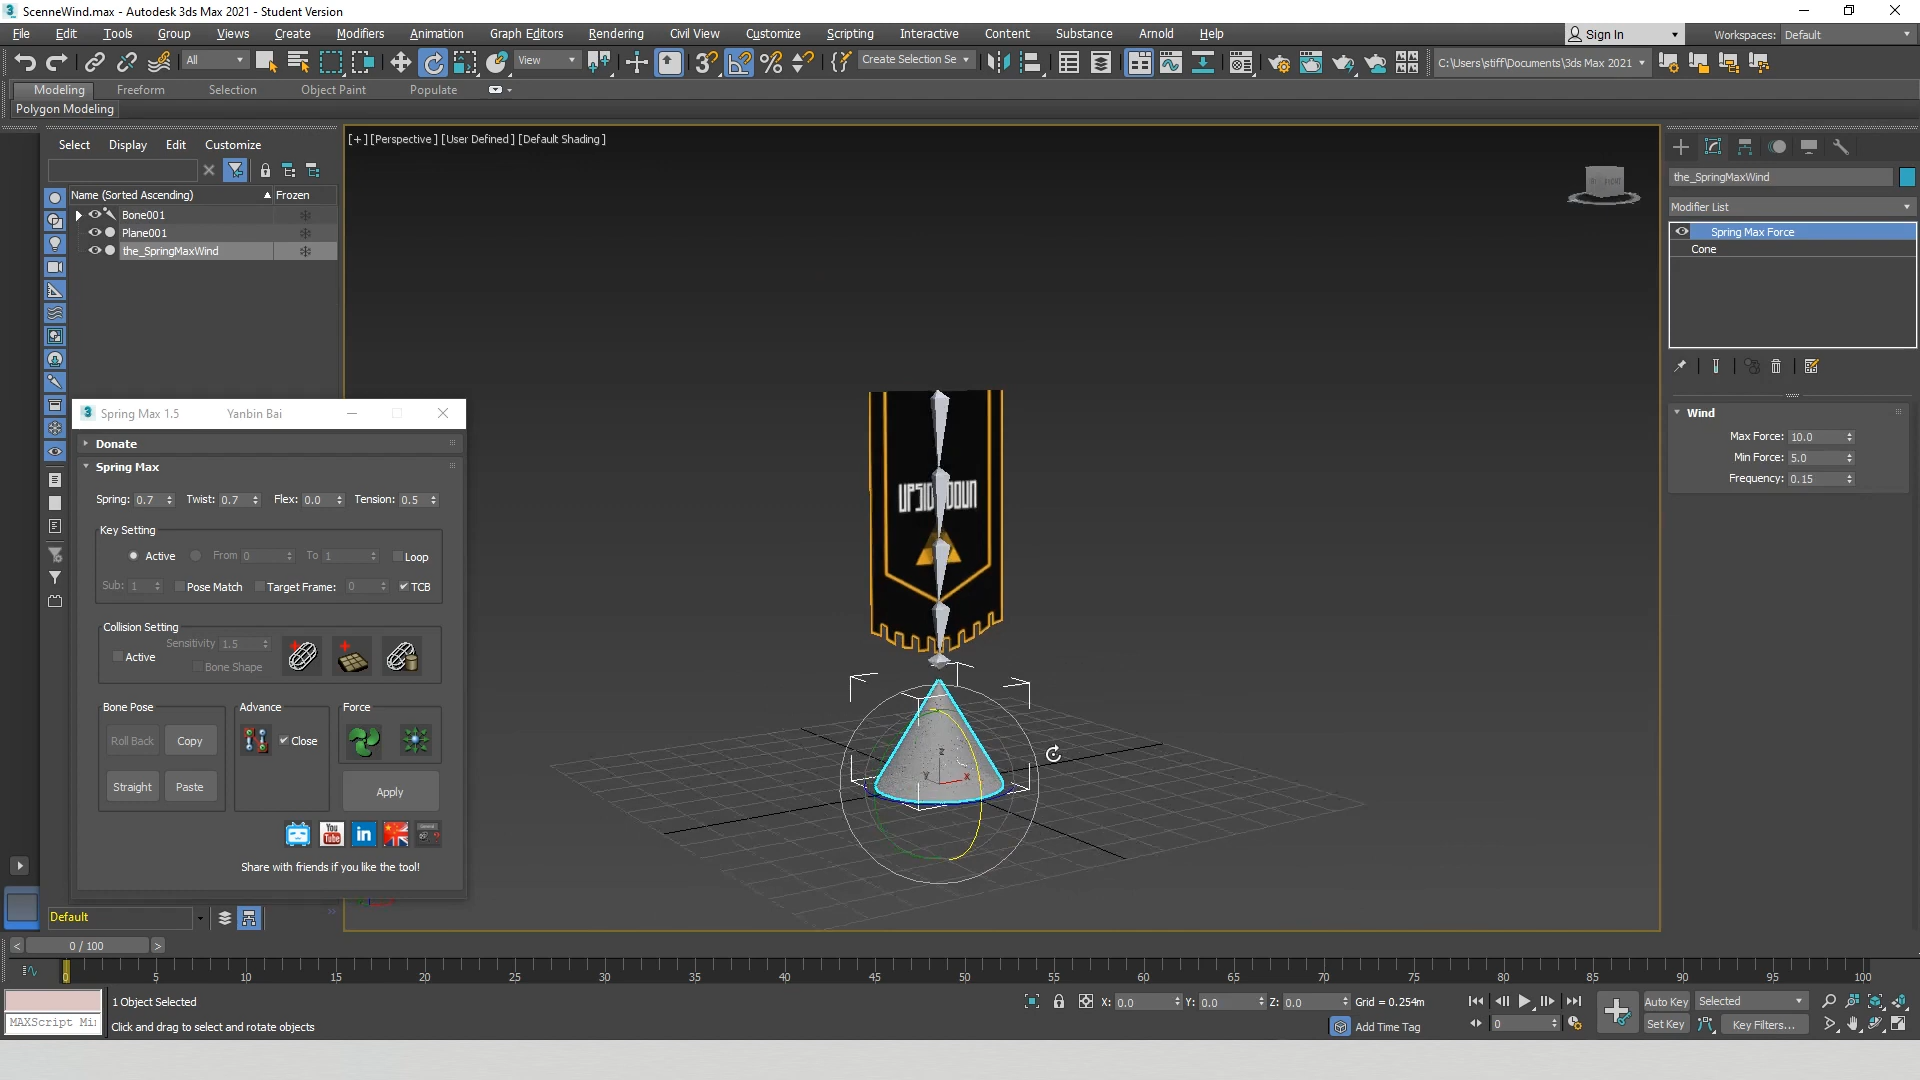 ScenneWind.max - Autodesk 3ds Max 2021 - Student Version
File Edit Tools Group Views Create Modifiers Animation Graph Editors Rendering Civil View Customize Scripting Interactive Content Substance Arnold Help Sign In Workspaces: Default
All View Create Selection Se C:\Users\stiff\Documents\3ds Max 2021
Modeling Freeform Selection Object Paint Populate
Polygon Modeling
Select Display Edit Customize
[+] [Perspective] [User Defined] [Default Shading]
Name (Sorted Ascending) Frozen
Bone001
Plane001
the_SpringMaxWind
the_SpringMaxWind
Modifier List
Spring Max Force
Cone
Wind
Max Force: 10.0
Min Force: 5.0
Frequency: 0.15
Spring Max 1.5 Yanbin Bai
Donate
Spring Max
Spring: 0.7 Twist: 0.7 Flex: 0.0 Tension: 0.5
Key Setting
Active From 0 To 1 Loop
Sub: 1 Pose Match Target Frame: 0 TCB
Collision Setting
Active Sensitivity 1.5
Bone Shape
Bone Pose Advance Force
Roll Back Copy Close
Straight Paste Apply
You Tube in
Share with friends if you like the tool!
z
y x
Default
< 0 / 100 >
0 5 10 15 20 25 30 35 40 45 50 55 60 65 70 75 80 85 90 95 100
1 Object Selected
X: 0.0 Y: 0.0 Z: 0.0 Grid = 0.254m
Auto Key Selected
MAXScript Mi
Click and drag to select and rotate objects
Add Time Tag
0
Set Key Key Filters...